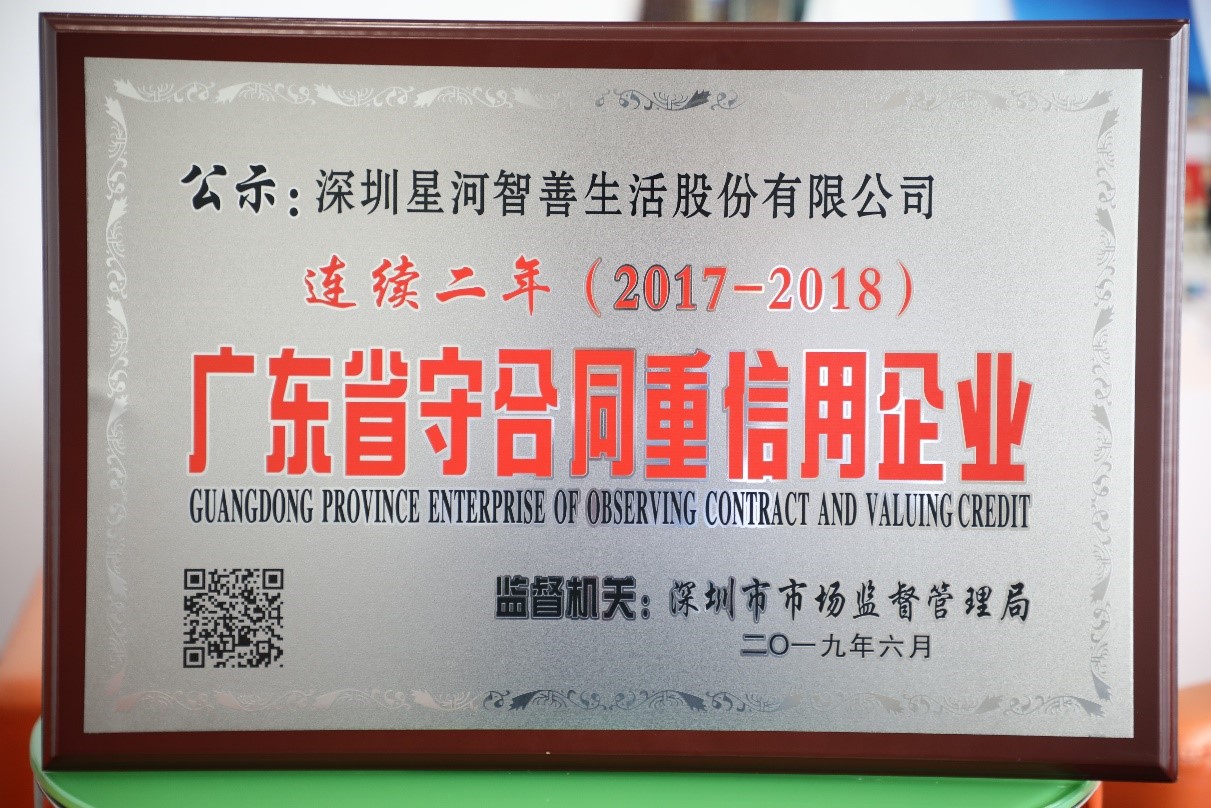 公示：深圳星河智善生活股份有限公司
连续二年（2017-2018）
广东省守合同重信用企业
GUANGDONG PROVINCE ENTERPRISE OF OBSERVING CONTRACT AND VALUING CREDIT
监督机关：深圳市市场监督管理局
二〇一九年六月